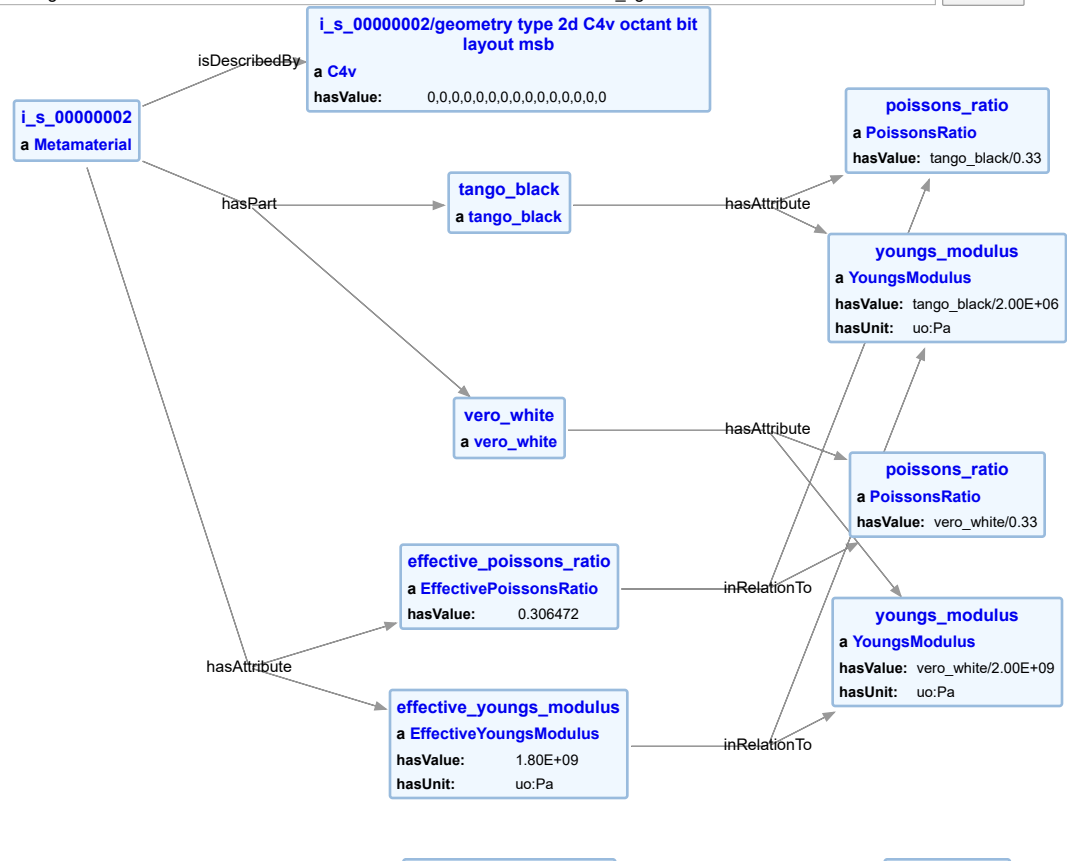 i_s_00000002/geometry type 2d C4v octant bit
layout msb
a C4v
hasValue: 0,0,0,0,0,0,0,0,0,0,0,0,0,0,0
isDescribedBy
i_s_00000002
a Metamaterial
poissons_ratio
a PoissonsRatio
hasValue: tango_black/0.33
hasPart
tango_black
a tango_black
hasAttribute
youngs_modulus
a YoungsModulus
hasValue: tango_black/2.00E+06
hasUnit: uo:Pa
vero_white
a vero_white
hasAttribute
poissons_ratio
a PoissonsRatio
hasValue: vero_white/0.33
effective_poissons_ratio
a EffectivePoissonsRatio
hasValue: 0.306472
inRelationTo
youngs_modulus
a YoungsModulus
hasValue: vero_white/2.00E+09
hasUnit: uo:Pa
hasAttribute
effective_youngs_modulus
a EffectiveYoungsModulus
hasValue: 1.80E+09
hasUnit: uo:Pa
inRelationTo